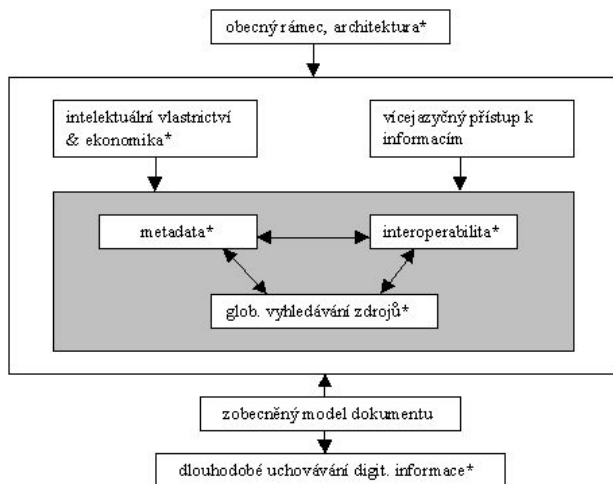 obecný rámec, architektura*
intelektuální vlastnictví
& ekonomika*
vícejazyčný přístup k
informacím
metadata*
interoperabilita*
glob. vyhledávání zdrojů*
zobecněný model dokumentu
dlouhodobé uchovávání digit. informace*